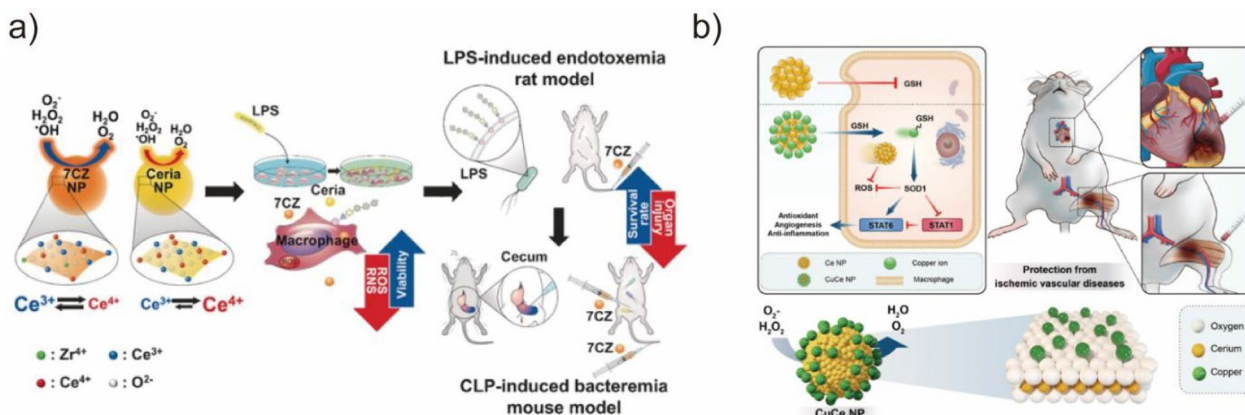 a)
O₂⁻
H₂O₂
•OH
H₂O
O₂
7CZ
NP
O₂⁻
H₂O₂
•OH
H₂O
O₂
Ceria
NP
Ce³⁺
Ce⁴⁺
Ce³⁺
Ce⁴⁺
: Zr⁴⁺
: Ce³⁺
: Ce⁴⁺
: O²⁻
LPS
Ceria
7CZ
Macrophage
ROS
RNS
Viability
LPS-induced endotoxemia
rat model
LPS
7CZ
Survival
rate
Organ
injury
Cecum
7CZ
7CZ
CLP-induced bacteremia
mouse model
b)
GSH
GSH
GSH
ROS
SOD1
Antioxidant
Angiogenesis
Anti-inflammation
STAT6
STAT1
Ce NP
Copper ion
CuCe NP
Macrophage
Protection from
ischemic vascular diseases
O₂⁻
H₂O₂
H₂O
O₂
CuCe NP
Oxygen
Cerium
Copper